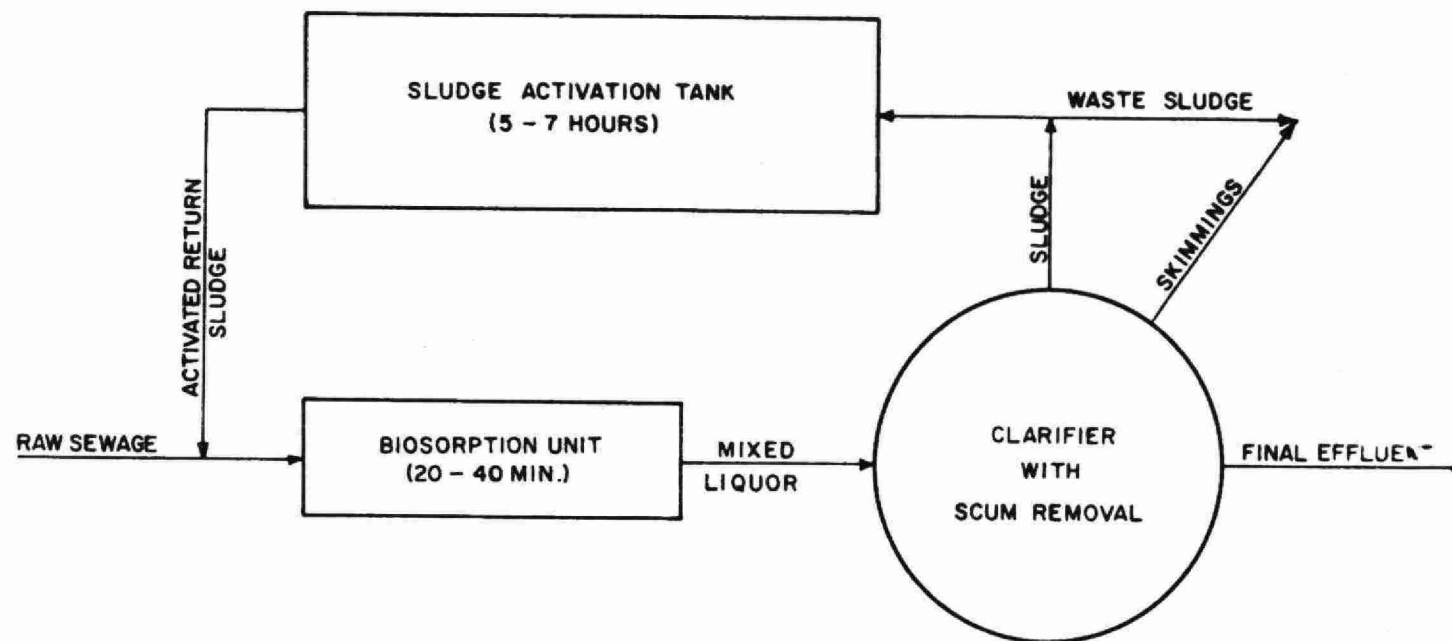 SLUDGE ACTIVATION TANK
(5 - 7 HOURS)
WASTE SLUDGE
ACTIVATED RETURN
SLUDGE
SLUDGE
SKIMMINGS
RAW SEWAGE
BIOSORPTION UNIT
(20 - 40 MIN.)
MIXED
LIQUOR
CLARIFIER
WITH
SCUM REMOVAL
FINAL